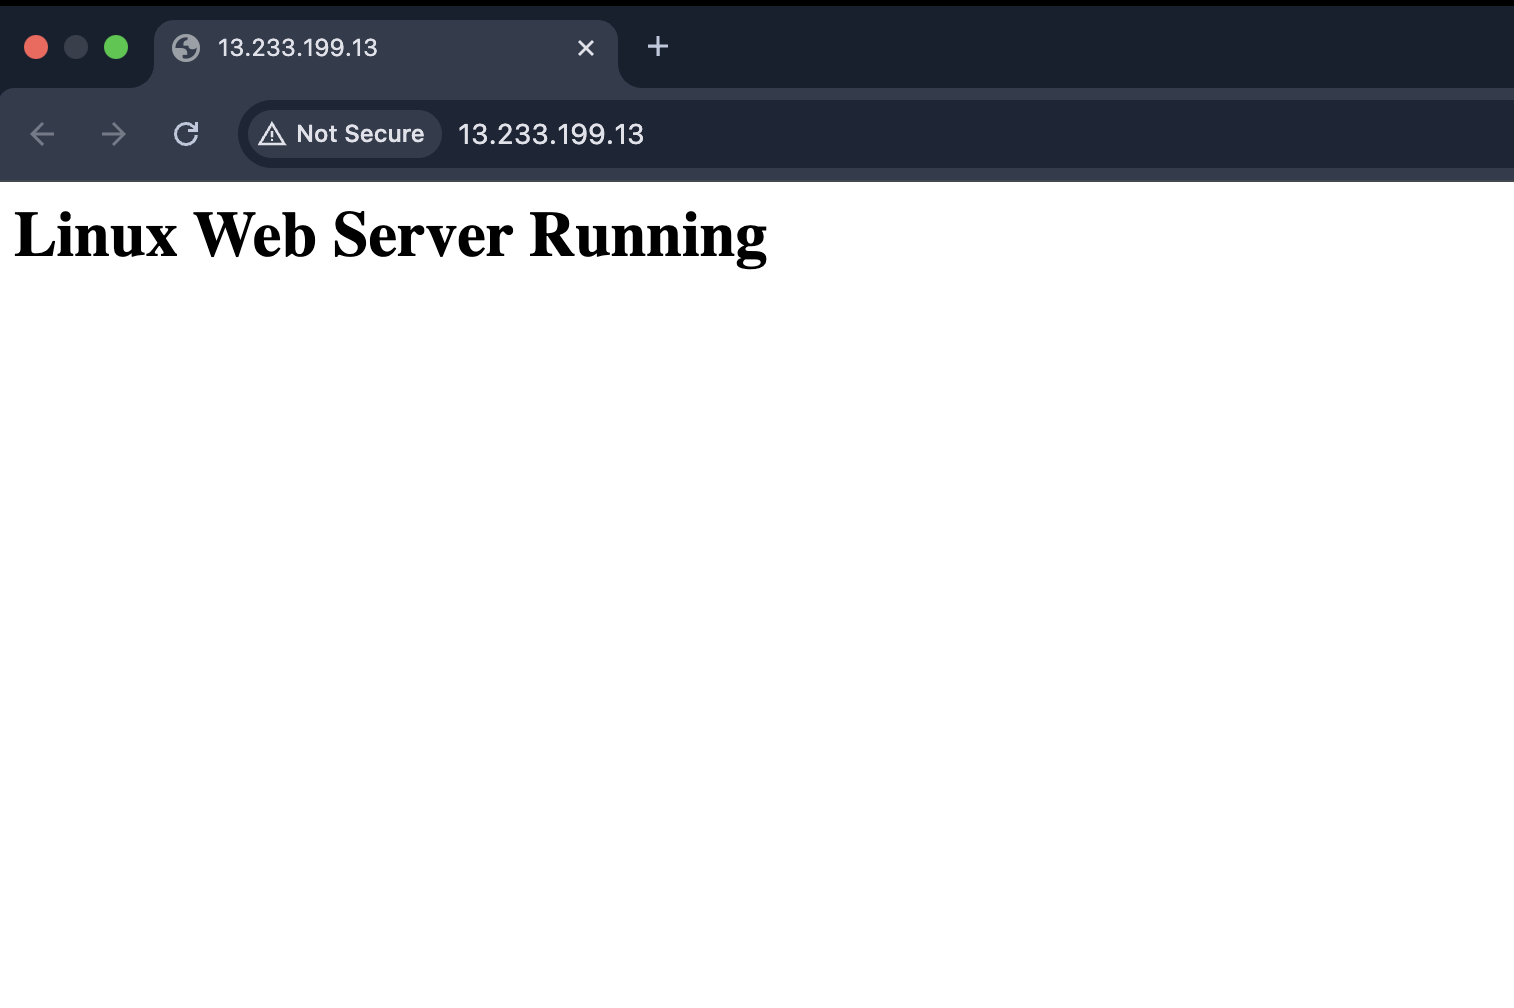 13.233.199.13
Not Secure 13.233.199.13
Linux Web Server Running